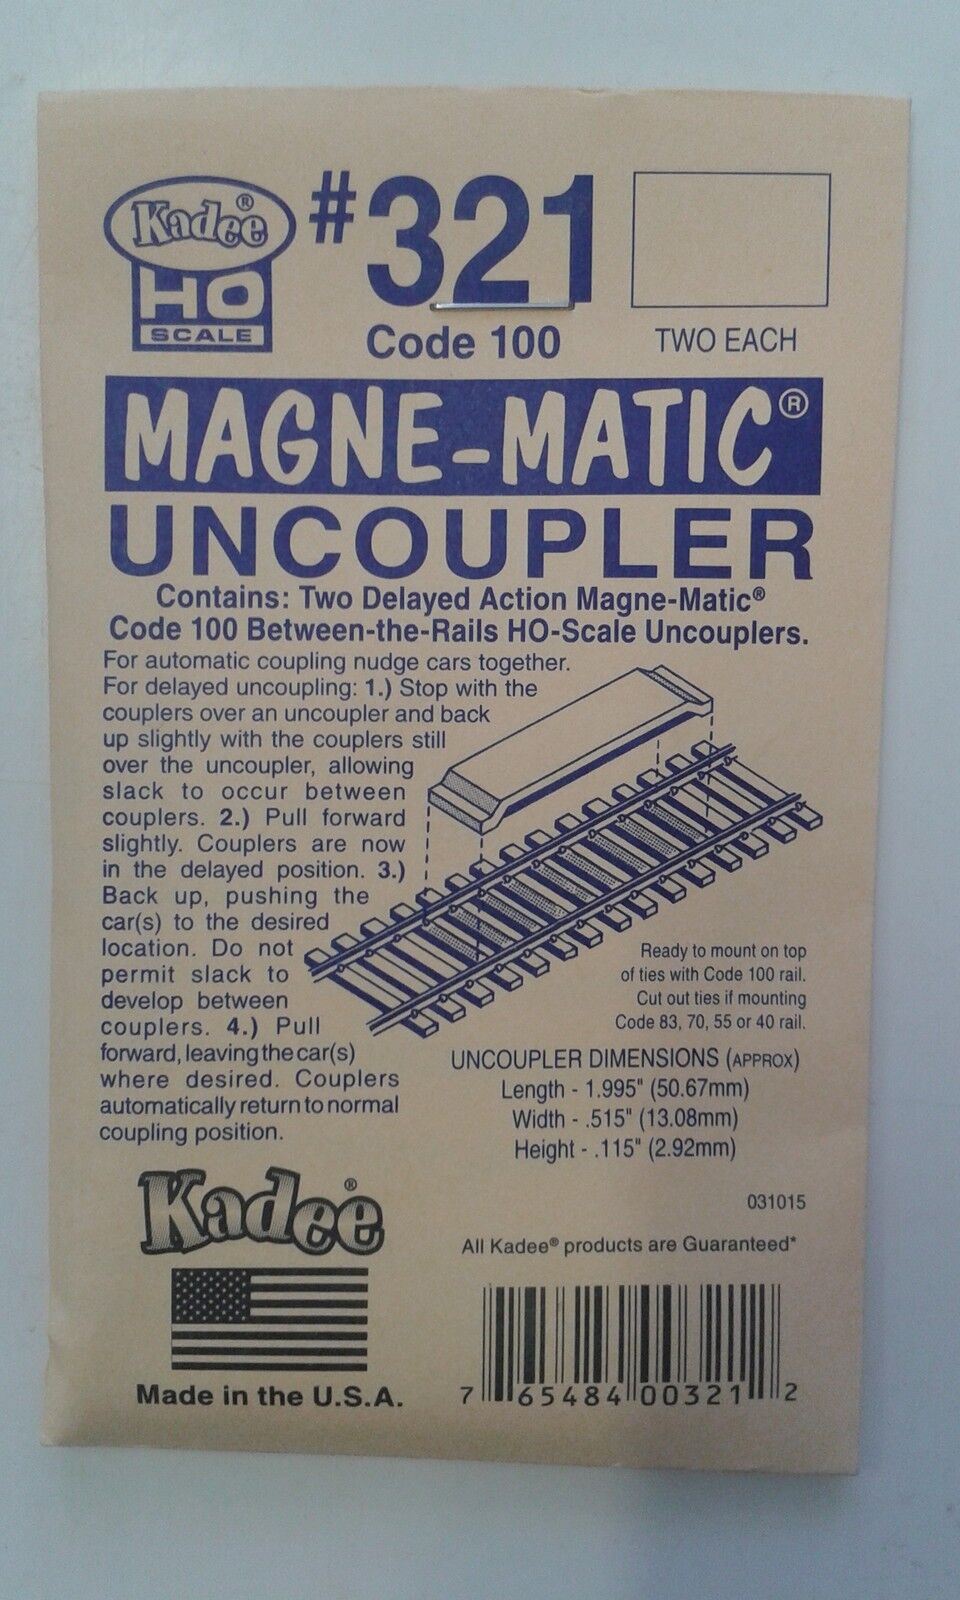 Kadee®
HO
SCALE
#321
Code 100
TWO EACH
MAGNE-MATIC®
UNCOUPLER
Contains: Two Delayed Action Magne-Matic®
Code 100 Between-the-Rails HO-Scale Uncouplers.
For automatic coupling nudge cars together.
For delayed uncoupling: 1.) Stop with the
couplers over an uncoupler and back
up slightly with the couplers still
over the uncoupler, allowing
slack to occur between
couplers. 2.) Pull forward
slightly. Couplers are now
in the delayed position. 3.)
Back up, pushing the
car(s) to the desired
location. Do not
permit slack to
develop between
couplers. 4.) Pull
forward, leaving the car(s)
where desired. Couplers
automatically return to normal
coupling position.
Ready to mount on top
of ties with Code 100 rail.
Cut out ties if mounting
Code 83, 70, 55 or 40 rail.
UNCOUPLER DIMENSIONS (APPROX)
Length - 1.995" (50.67mm)
Width - .515" (13.08mm)
Height - .115" (2.92mm)
031015
Kadee®
All Kadee® products are Guaranteed*
Made in the U.S.A.
7 65484 00321 2